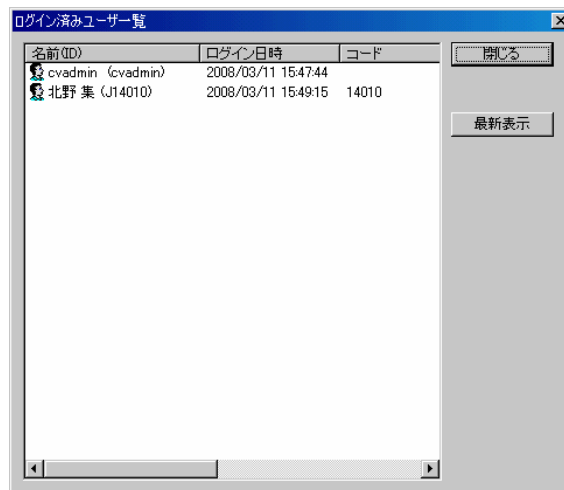 ログイン済みユーザ一覧
名前(ID) ログイン日時 コード 閉じる
cvadmin (cvadmin) 2008/03/11 15:47:44
北野 集 (J14010) 2008/03/11 15:49:15 14010
最新表示